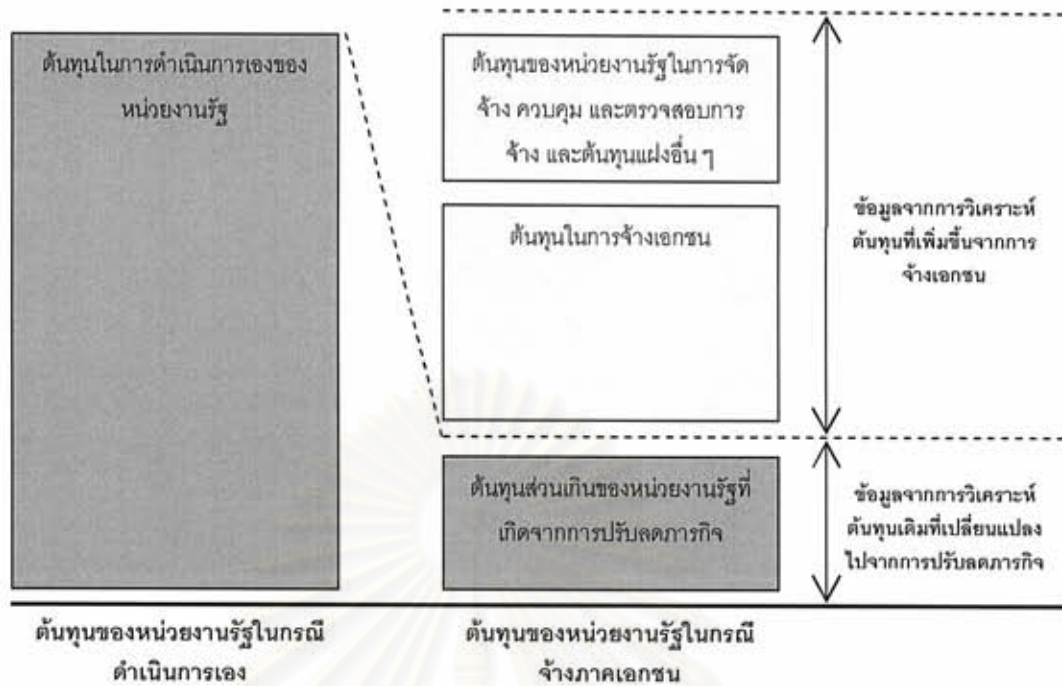 ต้นทุนในการดำเนินการเองของ
หน่วยงานรัฐ
ต้นทุนของหน่วยงานรัฐในการจัด
จ้าง ควบคุม และตรวจสอบการ
จ้าง และต้นทุนแฝงอื่น ๆ
ต้นทุนในการจ้างเอกชน
ข้อมูลจากการวิเคราะห์
ต้นทุนที่เพิ่มขึ้นจากการ
จ้างเอกชน
ต้นทุนส่วนเกินของหน่วยงานรัฐที่
เกิดจากการปรับลดภารกิจ
ข้อมูลจากการวิเคราะห์
ต้นทุนเดิมที่เปลี่ยนแปลง
ไปจากการปรับลดภารกิจ
ต้นทุนของหน่วยงานรัฐในกรณี
ดำเนินการเอง
ต้นทุนของหน่วยงานรัฐในกรณี
จ้างภาคเอกชน